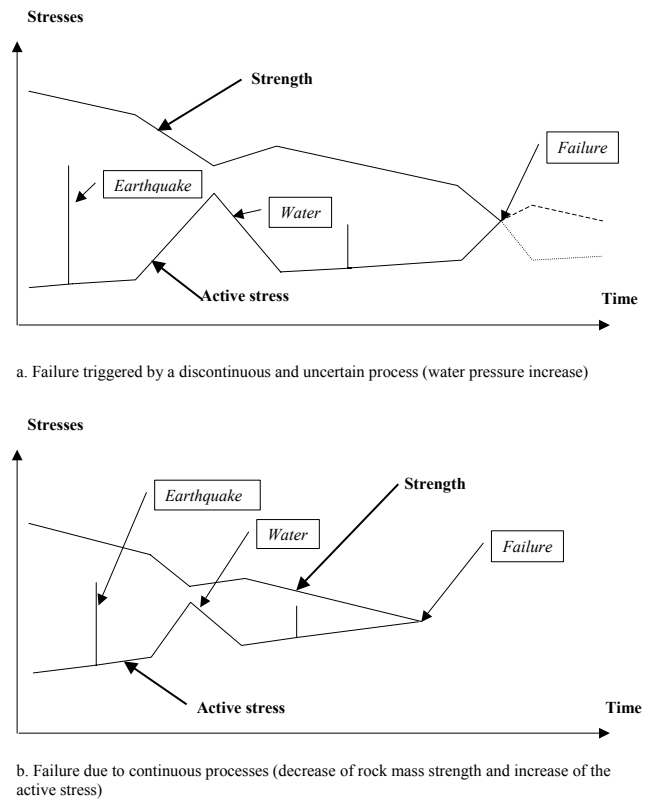 Stresses
Strength
Failure
Earthquake
Water
Active stress
Time
a. Failure triggered by a discontinuous and uncertain process (water pressure increase)
Stresses
Strength
Earthquake
Water
Failure
Active stress
Time
b. Failure due to continuous processes (decrease of rock mass strength and increase of the
active stress)